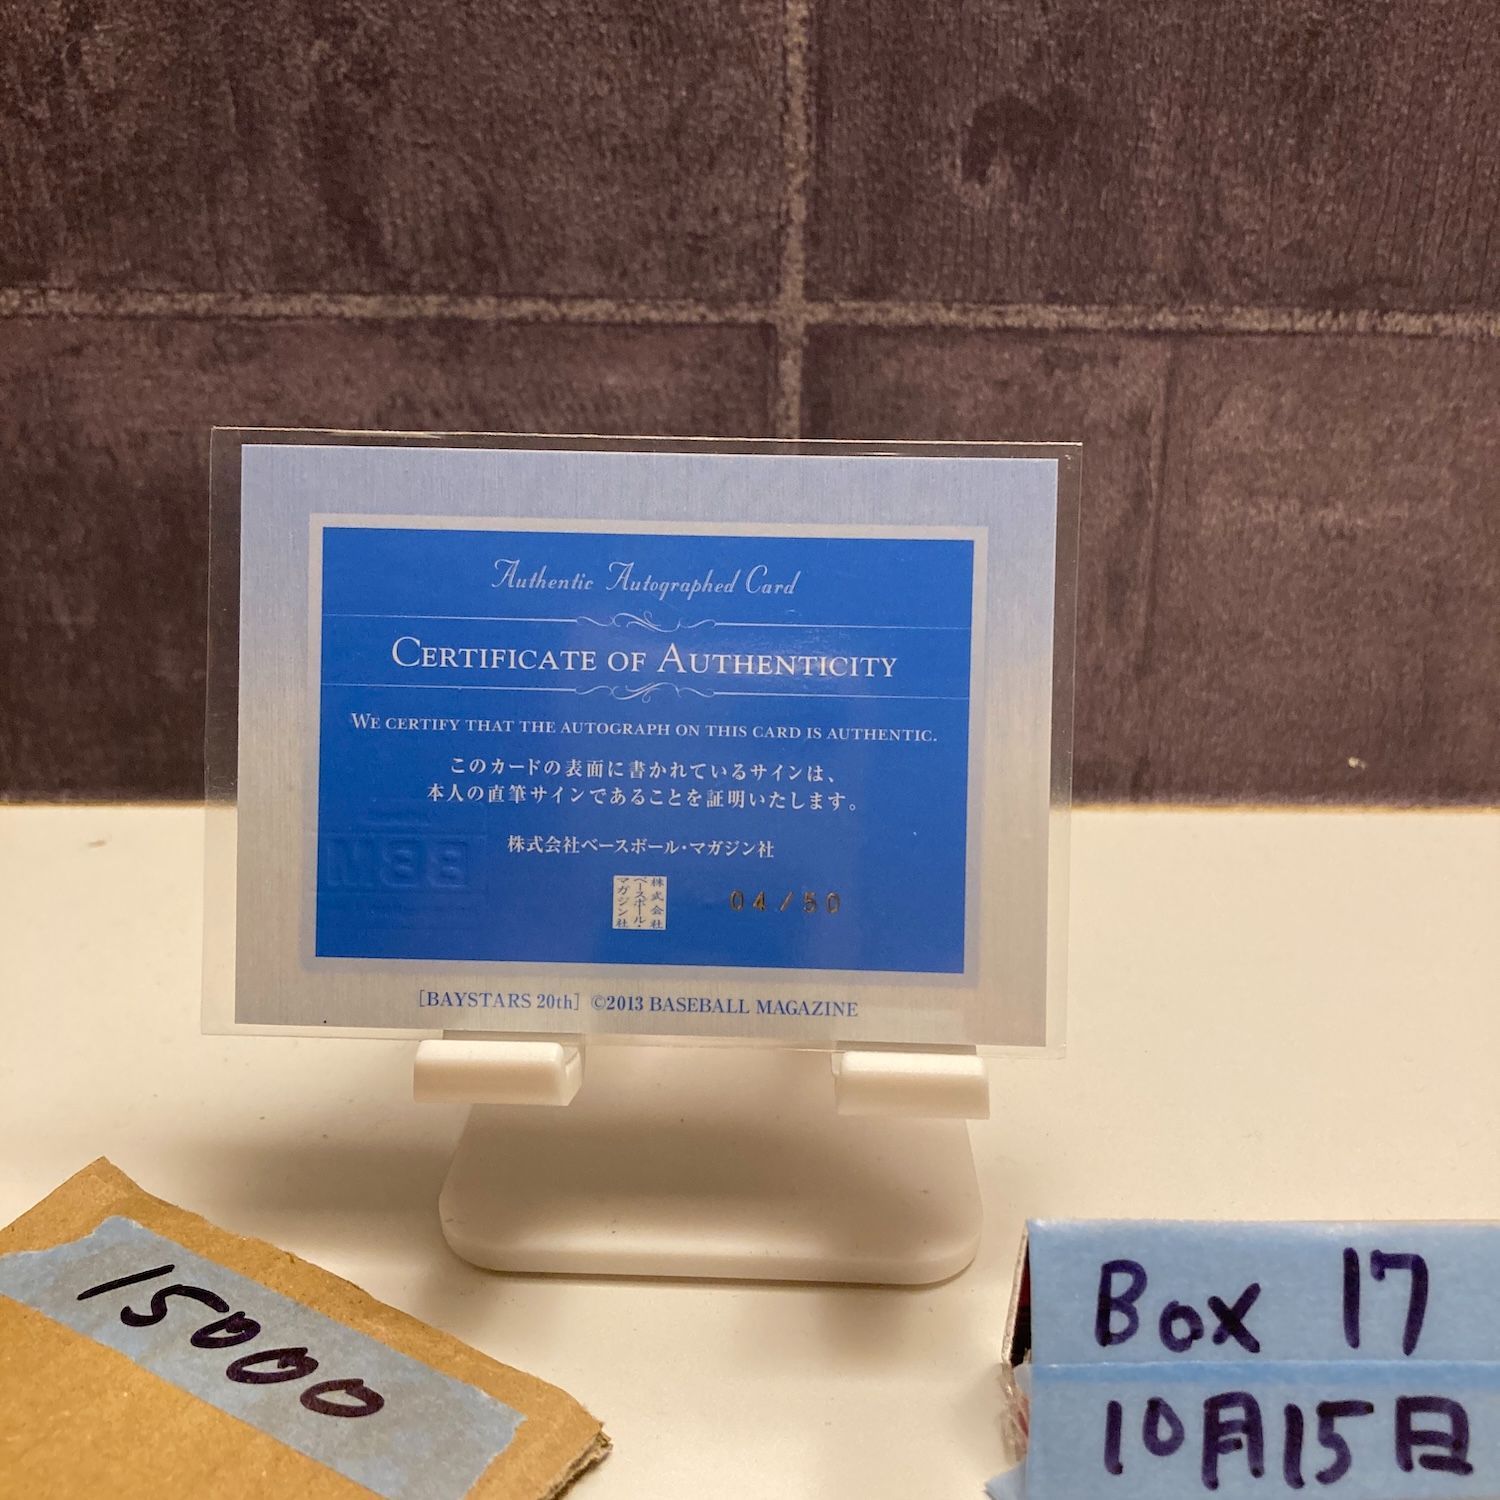 Authentic Autographed Card
CERTIFICATE OF AUTHENTICITY
WE CERTIFY THAT THE AUTOGRAPH ON THIS CARD IS AUTHENTIC.
このカードの表面に書かれているサインは、
本人の直筆サインであることを証明いたします。
株式会社ベースボール・マガジン社
株式会社
ベースボール・
マガジン社
04/50
BBM
[BAYSTARS 20th] ©2013 BASEBALL MAGAZINE
15000
Box 17
10月15日